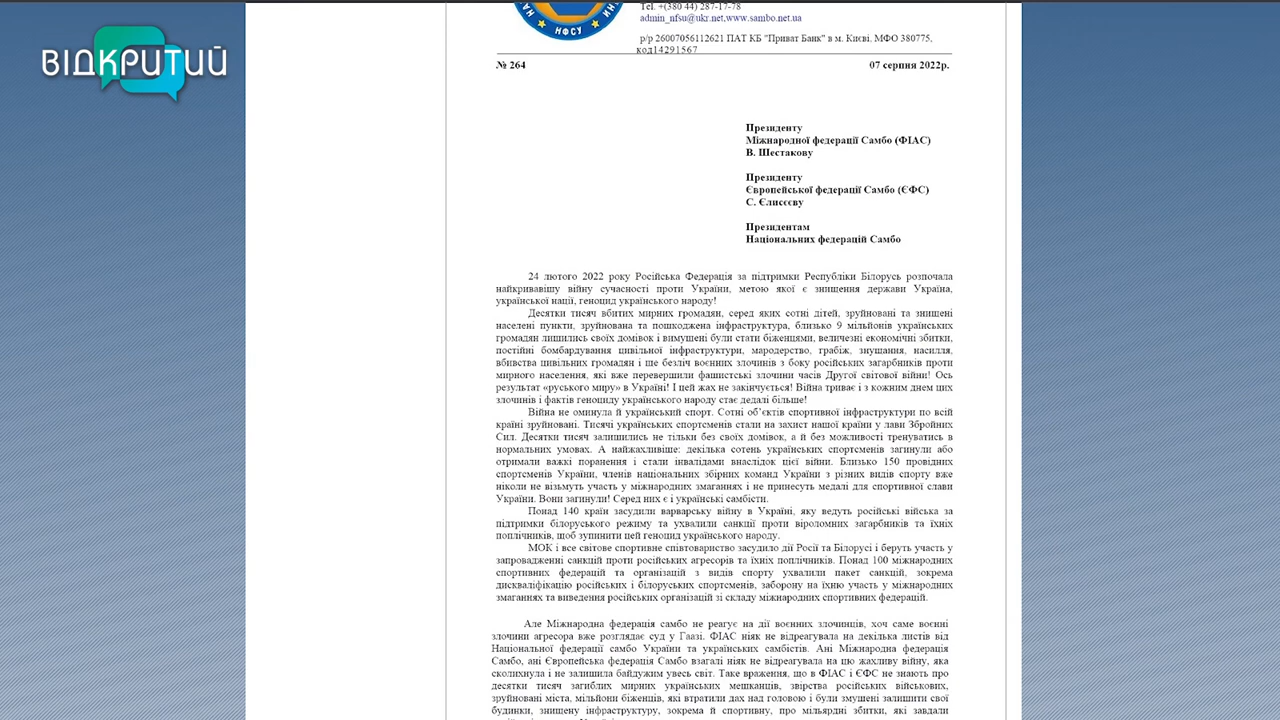 ВІДКРИТИЙ
НФСУ
Tel. +(380 44) 287-17-78
admin_nfsu@ukr.net,www.sambo.net.ua
р/р 26007056112621 ПАТ КБ "Приват Банк" в м. Києві, МФО 380775,
код14291567
№ 264
07 серпня 2022р.
Президенту
Міжнародної федерації Самбо (ФІАС)
В. Шестакову
Президенту
Європейської федерації Самбо (ЄФС)
С. Єлисєєву
Президентам
Національних федерацій Самбо
24 лютого 2022 року Російська Федерація за підтримки Республіки Білорусь розпочала
найкривавішу війну сучасності проти України, метою якої є знищення держави Україна,
української нації, геноцид українського народу!
Десятки тисяч вбитих мирних громадян, серед яких сотні дітей, зруйновані та знищені
населені пункти, зруйнована та пошкоджена інфраструктура, близько 9 мільйонів українських
громадян лишились своїх домівок і вимушені були стати біженцями, величезні економічні збитки,
постійні бомбардування цивільної інфраструктури, мародерство, грабіж, знущання, насилля,
вбивства цивільних громадян і ще безліч воєнних злочинів з боку російських загарбників проти
мирного населення, які вже перевершили фашистські злочини часів Другої світової війни! Ось
результат «руського миру» в Україні! І цей жах не закінчується! Війна триває і з кожним днем цих
злочинів і фактів геноциду українського народу стає дедалі більше!
Війна не оминула й український спорт. Сотні об’єктів спортивної інфраструктури по всій
країні зруйновані. Тисячі українських спортсменів стали на захист нашої країни у лави Збройних
Сил. Десятки тисяч залишились не тільки без своїх домівок, а й без можливості тренуватись в
нормальних умовах. А найжахливіше: декілька сотень українських спортсменів загинули або
отримали важкі поранення і стали інвалідами внаслідок цієї війни. Близько 150 провідних
спортсменів України, членів національних збірних команд України з різних видів спорту вже
ніколи не візьмуть участь у міжнародних змаганнях і не принесуть медалі для спортивної слави
України. Вони загинули! Серед них є і українські самбісти.
Понад 140 країн засудили варварську війну в Україні, яку ведуть російські війська за
підтримки білоруського режиму та ухвалили санкції проти віроломних загарбників та їхніх
поплічників, щоб зупинити цей геноцид українського народу.
МОК і все світове спортивне співтовариство засудило дії Росії та Білорусі і беруть участь у
запровадженні санкцій проти російських агресорів та їхніх поплічників. Понад 100 міжнародних
спортивних федерацій та організацій з видів спорту ухвалили пакет санкцій, зокрема
дискваліфікацію російських і білоруських спортсменів, заборону на їхню участь у міжнародних
змаганнях та виведення російських організацій зі складу міжнародних спортивних федерацій.
Але Міжнародна федерація самбо не реагує на дії воєнних злочинців, хоч саме воєнні
злочини агресора вже розглядає суд у Гаазі. ФІАС ніяк не відреагувала на декілька листів від
Національної федерації самбо України та українських самбістів. Ані Міжнародна федерація
Самбо, ані Європейська федерація Самбо взагалі ніяк не відреагувала на цю жахливу війну, яка
сколихнула і не залишила байдужим увесь світ. Таке враження, що в ФІАС і ЄФС не знають про
десятки тисяч загиблих мирних українських мешканців, звірства російських військових,
зруйновані міста, мільйони біженців, які втратили дах над головою і були змушені залишити свої
будинки, знищену інфраструктуру, зокрема й спортивну, про мільярдні збитки, які завдали